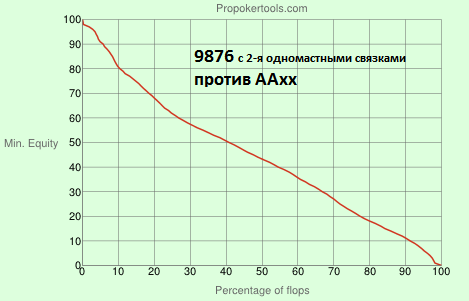 Propokertools.com
9876 с 2-я одномастными связками
против ААхх
Min. Equity
100
90
80
70
60
50
40
30
20
10
0
0 10 20 30 40 50 60 70 80 90 100
Percentage of flops